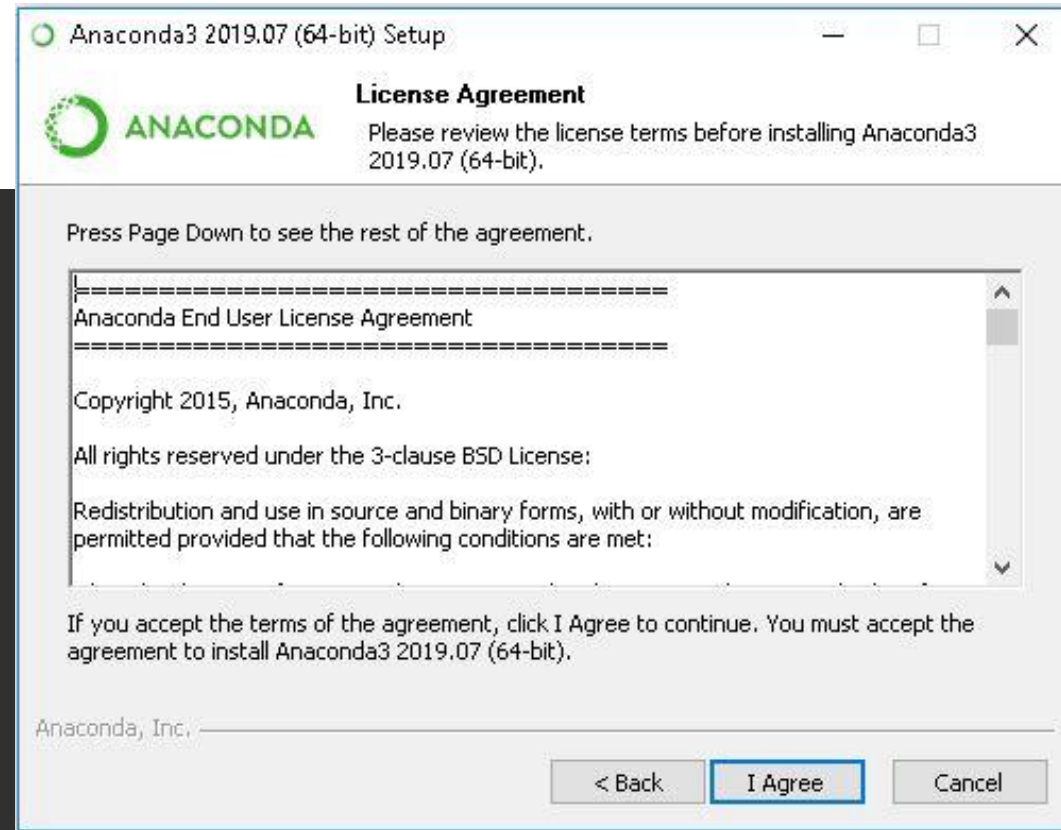 Anaconda3 2019.07 (64-bit) Setup
ANACONDA
License Agreement
Please review the license terms before installing Anaconda3
2019.07 (64-bit).
Press Page Down to see the rest of the agreement.
====================================
Anaconda End User License Agreement
====================================
Copyright 2015, Anaconda, Inc.
All rights reserved under the 3-clause BSD License:
Redistribution and use in source and binary forms, with or without modification, are
permitted provided that the following conditions are met:
If you accept the terms of the agreement, click I Agree to continue. You must accept the
agreement to install Anaconda3 2019.07 (64-bit).
Anaconda, Inc.
< Back
I Agree
Cancel